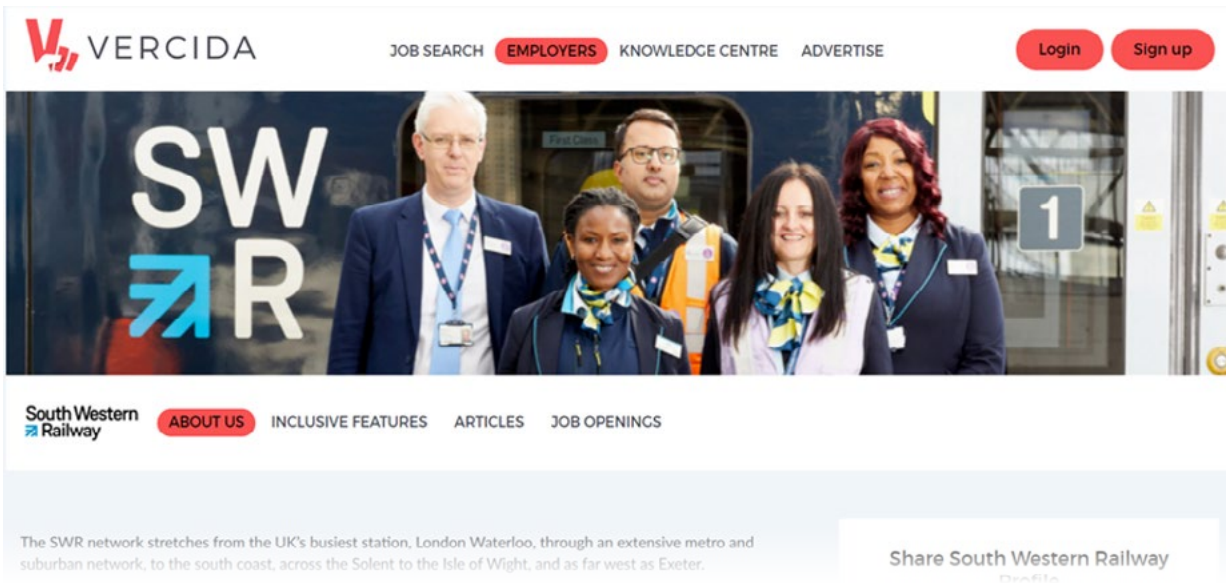 VERCIDA
JOB SEARCH EMPLOYERS KNOWLEDGE CENTRE ADVERTISE Login Sign up
SW
R
First Class
1
South Western
Railway
ABOUT US INCLUSIVE FEATURES ARTICLES JOB OPENINGS
The SWR network stretches from the UK's busiest station, London Waterloo, through an extensive metro and
suburban network, to the south coast, across the Solent to the Isle of Wight, and as far west as Exeter.
Share South Western Railway
Profile